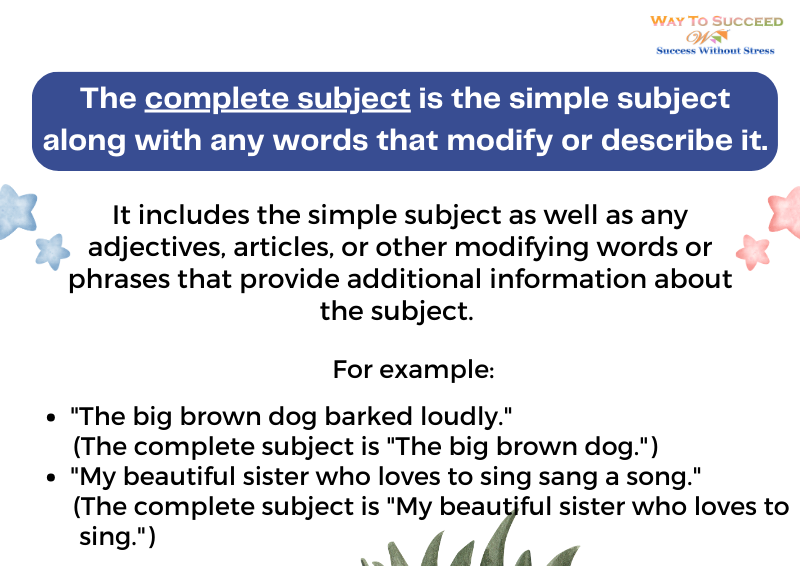 WAY TO SUCCEED
Success Without Stress
The complete subject is the simple subject
along with any words that modify or describe it.
It includes the simple subject as well as any
adjectives, articles, or other modifying words or
phrases that provide additional information about
the subject.
For example:
• "The big brown dog barked loudly."
(The complete subject is "The big brown dog.")
• "My beautiful sister who loves to sing sang a song."
(The complete subject is "My beautiful sister who loves to
sing.")